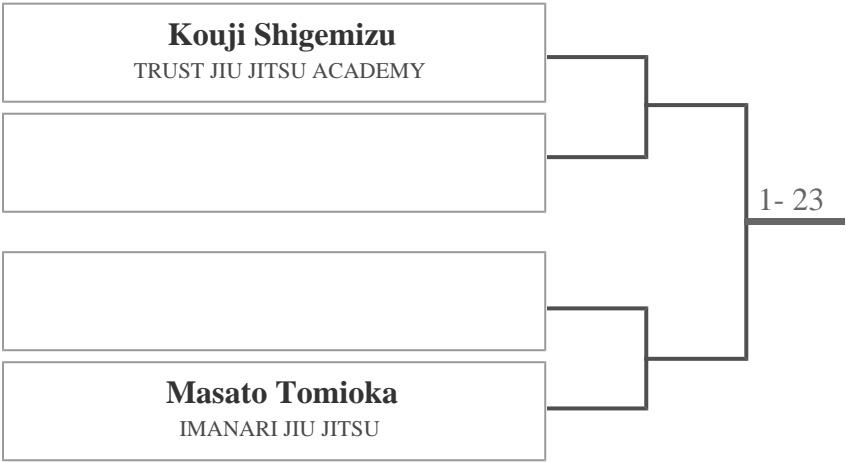 Kouji Shigemizu
TRUST JIU JITSU ACADEMY
1- 23
Masato Tomioka
IMANARI JIU JITSU